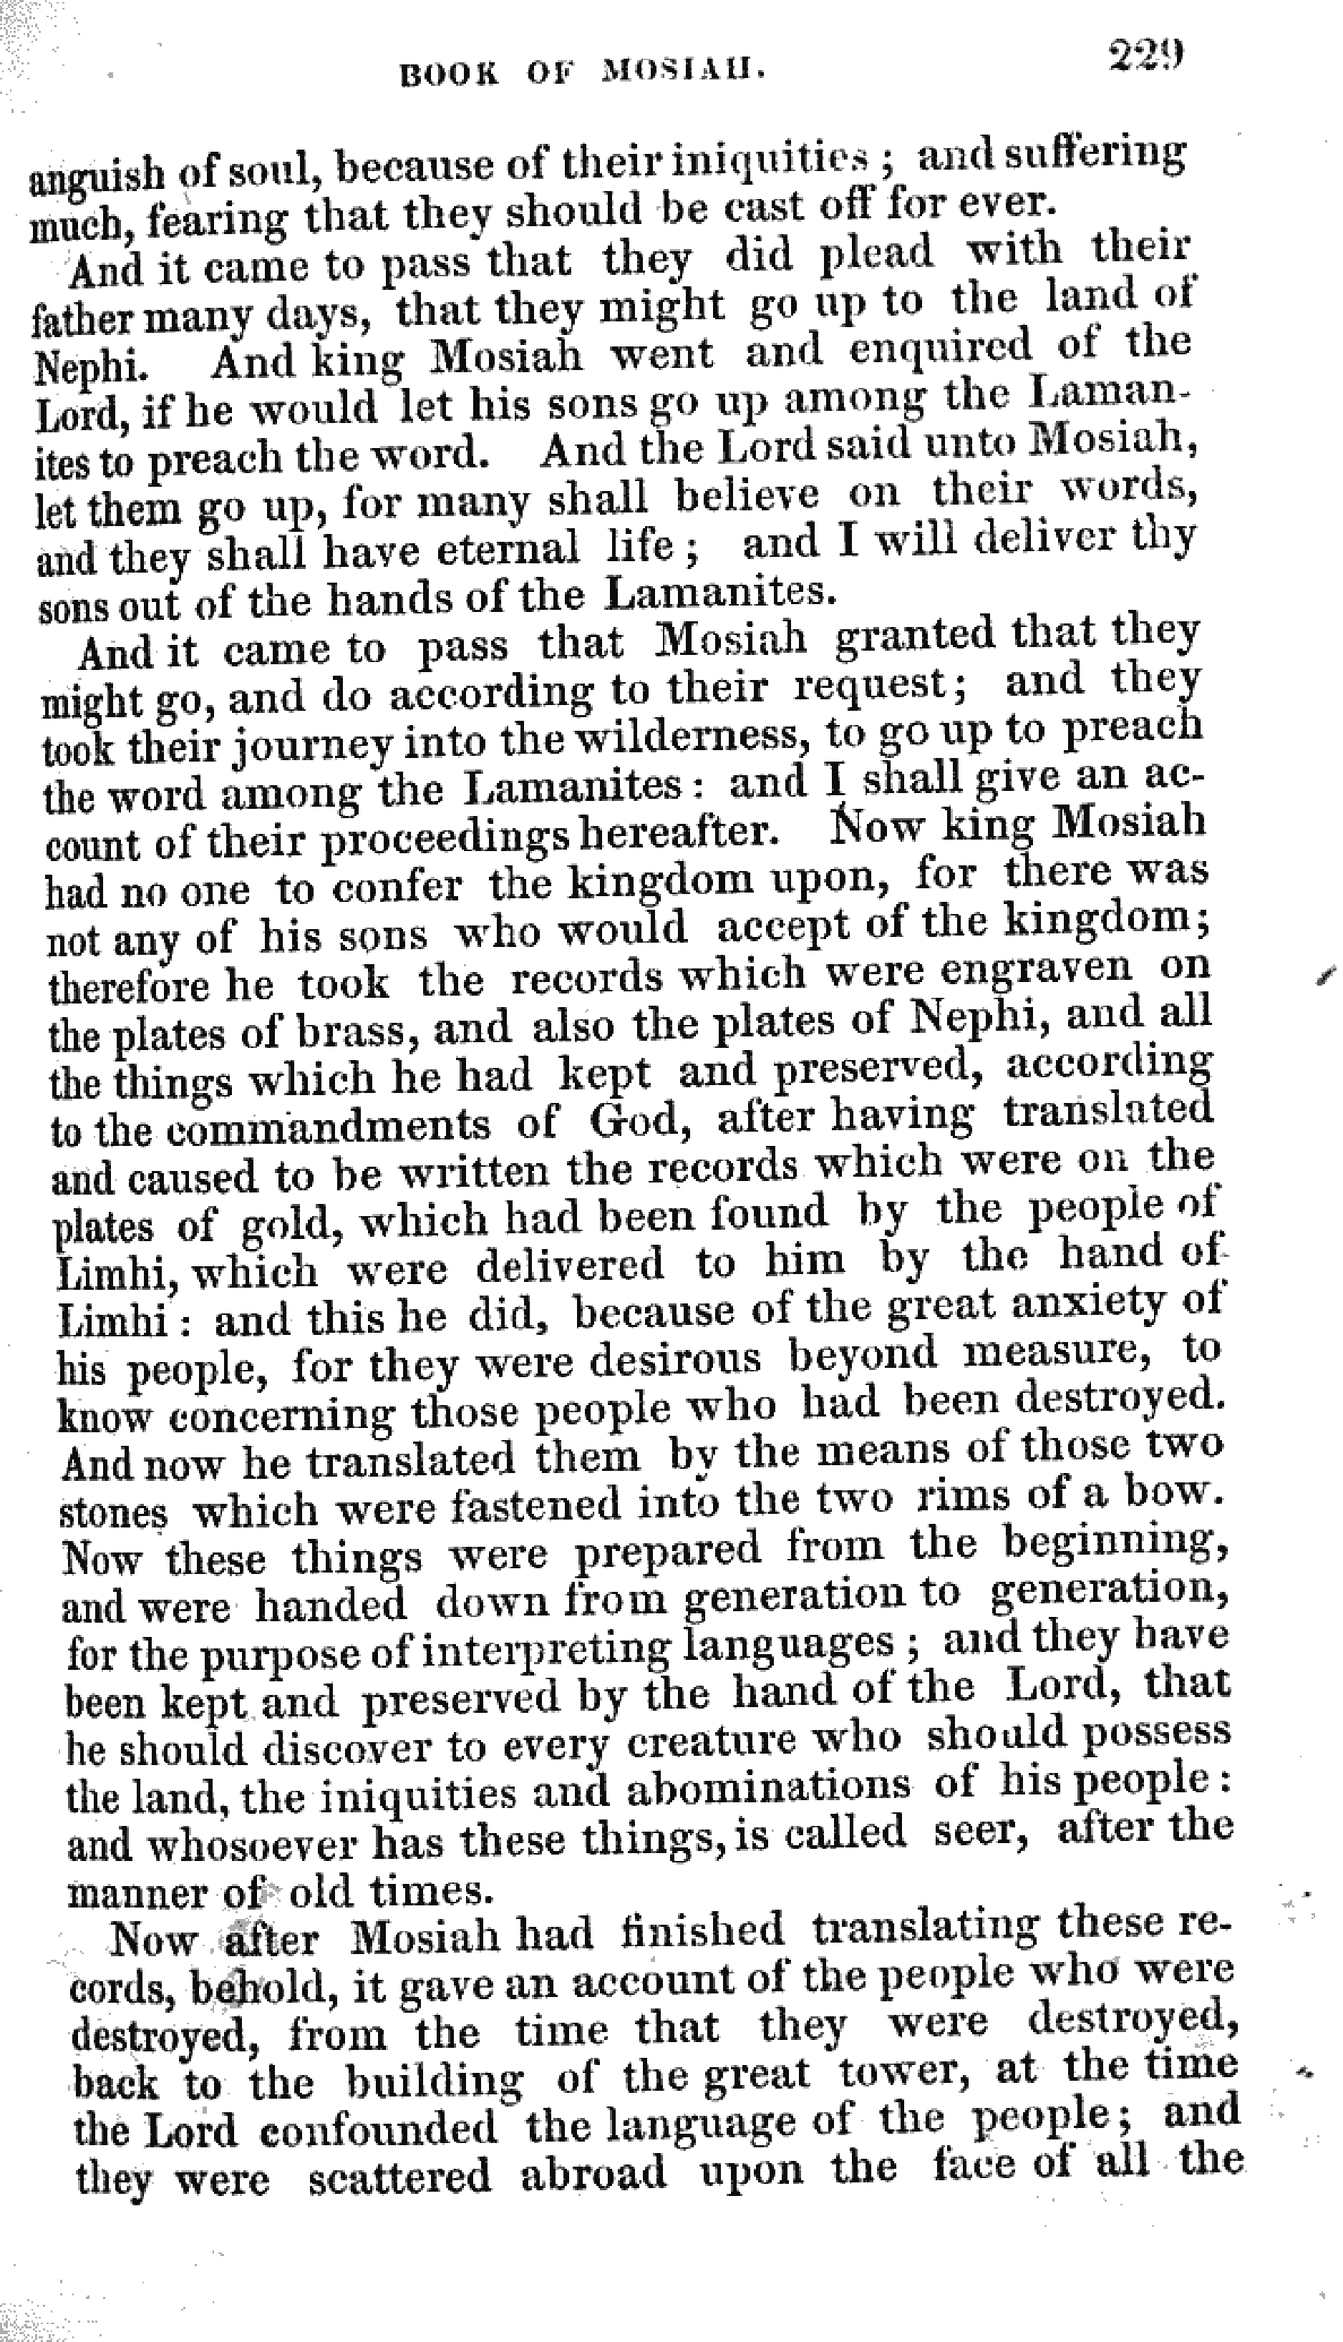 BOOK OF MOSIAH. 229
anguish of soul, because of their iniquities; and suffering
much, fearing that they should be cast off for ever.
And it came to pass that they did plead with their
father many days, that they might go up to the land of
Nephi. And king Mosiah went and enquired of the
Lord, if he would let his sons go up among the Laman-
ites to preach the word. And the Lord said unto Mosiah,
let them go up, for many shall believe on their words,
and they shall have eternal life; and I will deliver thy
sons out of the hands of the Lamanites.
And it came to pass that Mosiah granted that they
might go, and do according to their request; and they
took their journey into the wilderness, to go up to preach
the word among the Lamanites: and I shall give an ac-
count of their proceedings hereafter. Now king Mosiah
had no one to confer the kingdom upon, for there was
not any of his sons who would accept of the kingdom;
therefore he took the records which were engraven on
the plates of brass, and also the plates of Nephi, and all
the things which he had kept and preserved, according
to the commandments of God, after having translated
and caused to be written the records which were on the
plates of gold, which had been found by the people of
Limhi, which were delivered to him by the hand of
Limhi: and this he did, because of the great anxiety of
his people, for they were desirous beyond measure, to
know concerning those people who had been destroyed.
And now he translated them by the means of those two
stones which were fastened into the two rims of a bow.
Now these things were prepared from the beginning,
and were handed down from generation to generation,
for the purpose of interpreting languages; and they have
been kept and preserved by the hand of the Lord, that
he should discover to every creature who should possess
the land, the iniquities and abominations of his people:
and whosoever has these things, is called seer, after the
manner of old times.
Now after Mosiah had finished translating these re-
cords, behold, it gave an account of the people who were
destroyed, from the time that they were destroyed,
back to the building of the great tower, at the time
the Lord confounded the language of the people; and
they were scattered abroad upon the face of all the